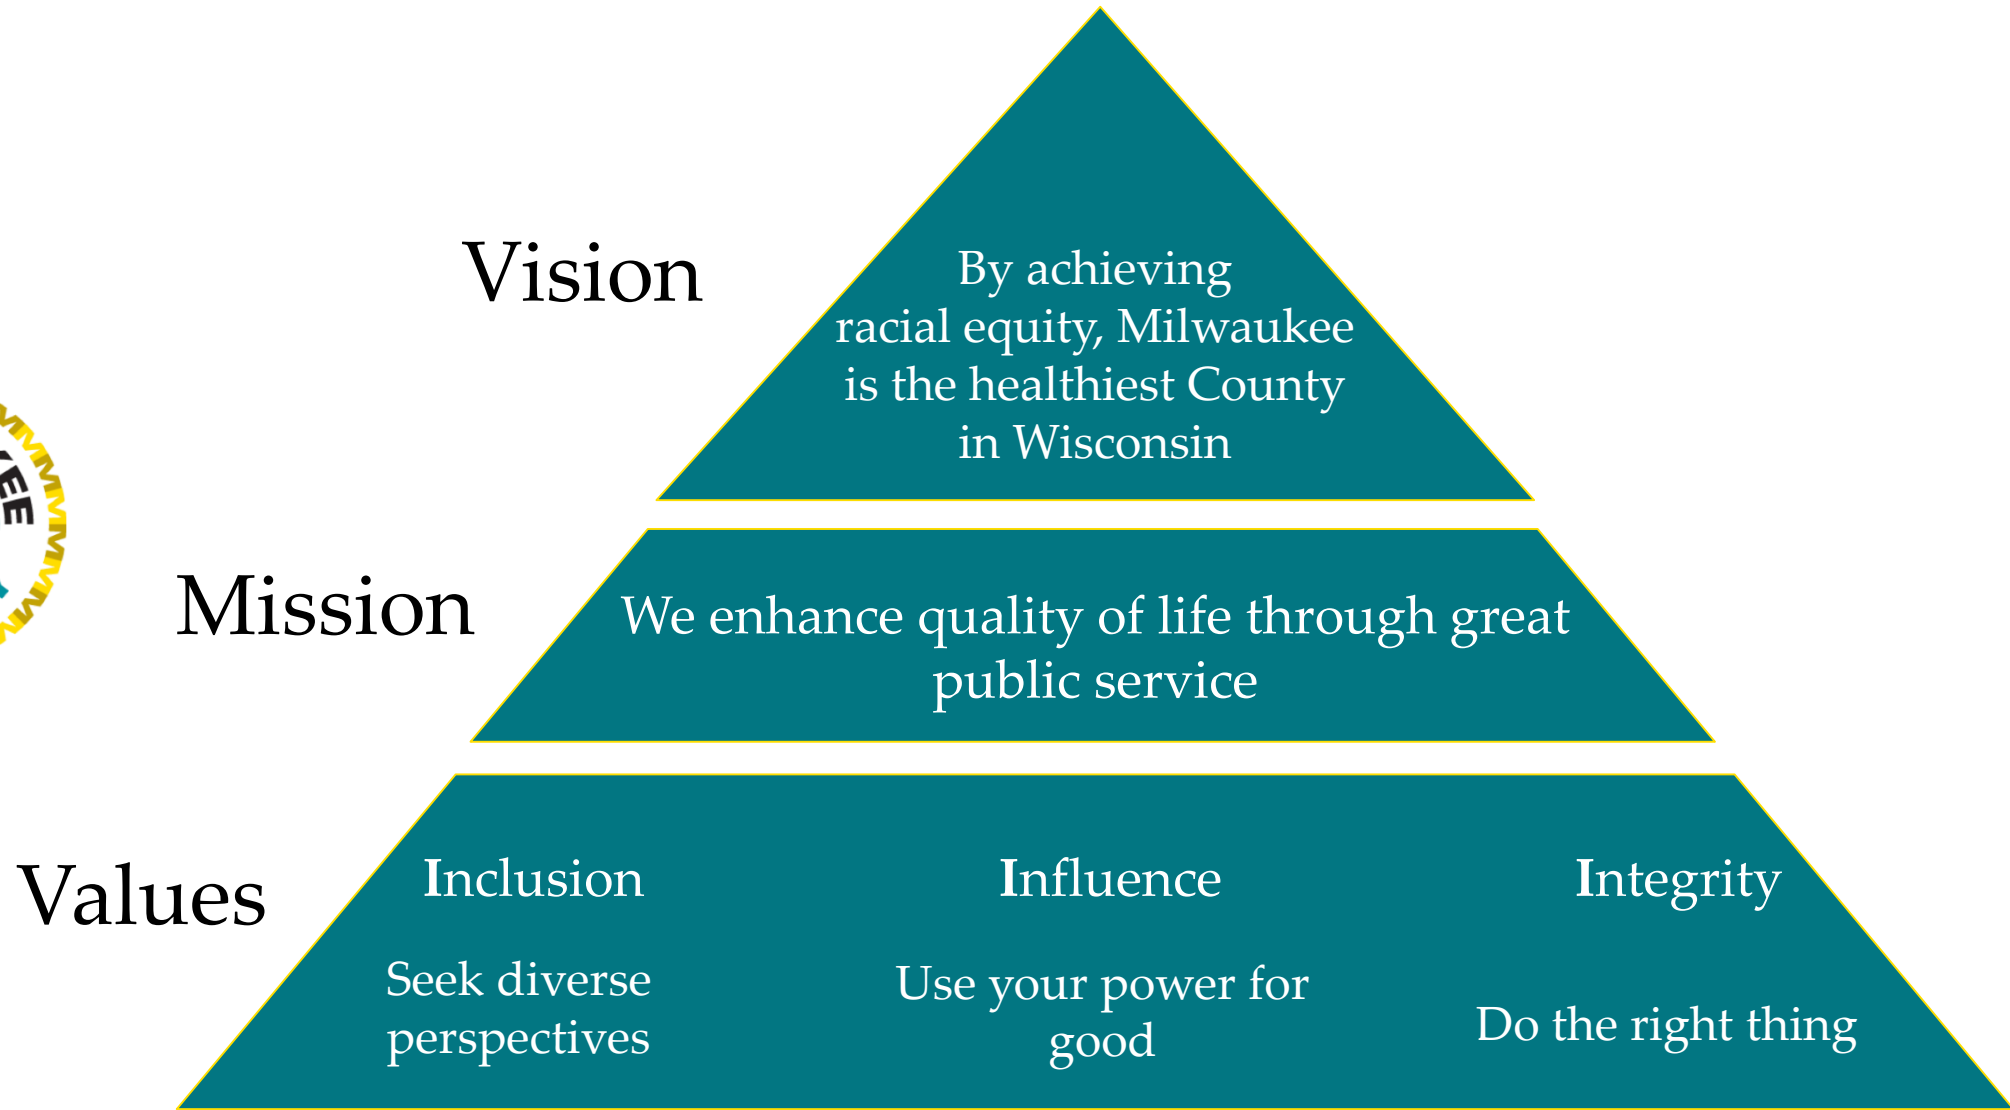 Vision
By achieving
racial equity, Milwaukee
is the healthiest County
in Wisconsin
Mission
We enhance quality of life through great
public service
Values
Inclusion
Influence
Integrity
Seek diverse
perspectives
Use your power for
good
Do the right thing